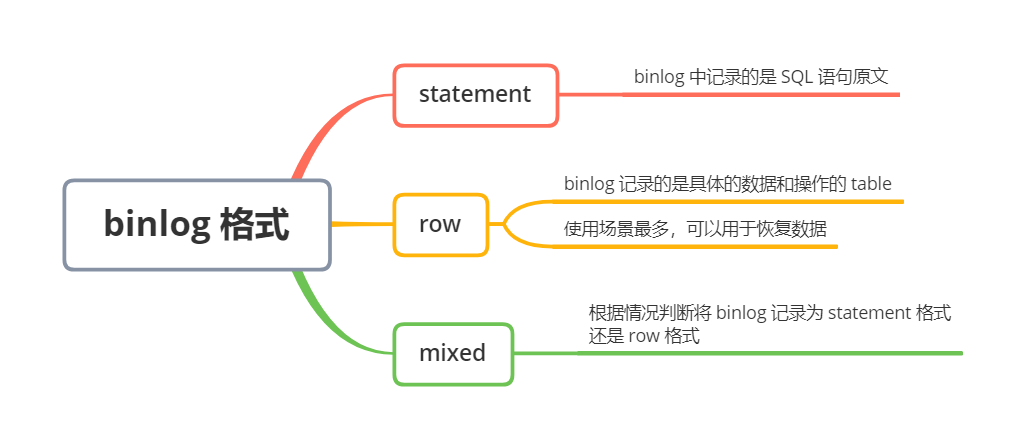 binlog 格式
statement
binlog 中记录的是 SQL 语句原文
row
binlog 记录的是具体的数据和操作的 table
使用场景最多，可以用于恢复数据
mixed
根据情况判断将 binlog 记录为 statement 格式
还是 row 格式